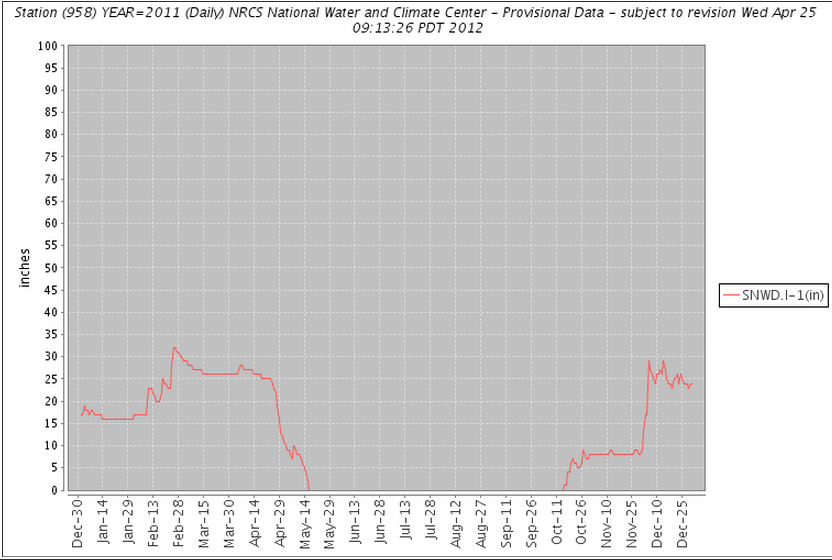 Station (958) YEAR=2011 (Daily) NRCS National Water and Climate Center - Provisional Data - subject to revision Wed Apr 25
09:13:26 PDT 2012
100
95
90
85
80
75
70
65
60
55
50
45
40
35
30
25
20
15
10
5
0
inches
SNWD.I-1(in)
Dec-30
Jan-14
Jan-29
Feb-13
Feb-28
Mar-15
Mar-30
Apr-14
Apr-29
May-14
May-29
Jun-13
Jun-28
Jul-13
Jul-28
Aug-12
Aug-27
Sep-11
Sep-26
Oct-11
Oct-26
Nov-10
Nov-25
Dec-10
Dec-25